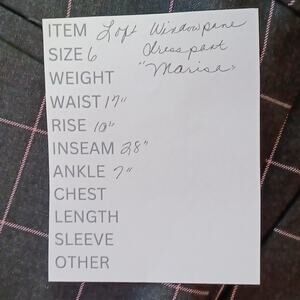 ITEM Loft Windowpane
SIZE 6 dress pant
WEIGHT "Marisa"
WAIST 17"
RISE 10"
INSEAM 28"
ANKLE 7"
CHEST
LENGTH
SLEEVE
OTHER